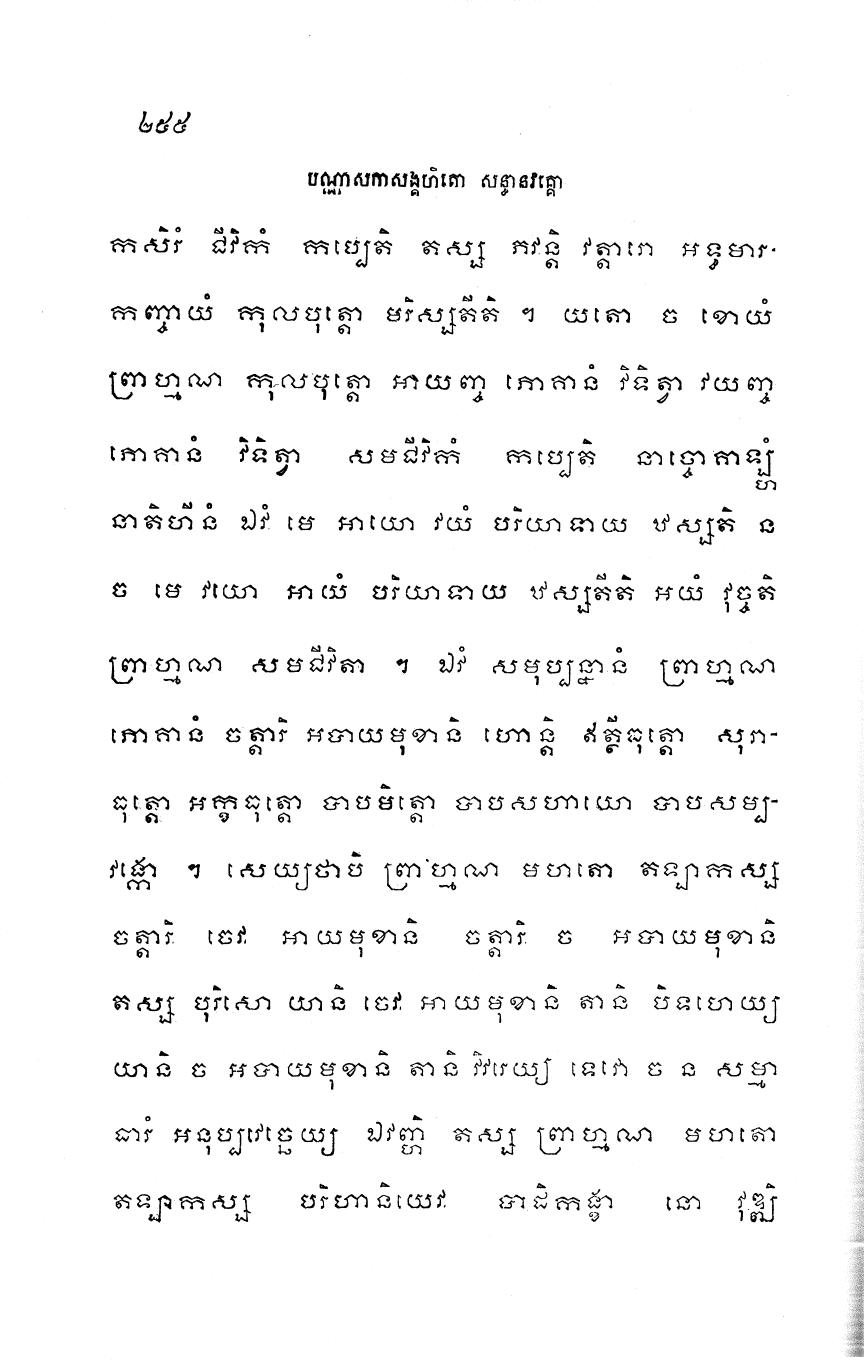 ២៥៥
បណ្ណាសកាសង្គហិតោ សន្ធានវគ្គោ
កសិរំ ជីវិកំ កប្បេតិ តស្ស ភវន្តិ វត្តារោ អទ្ធមារ-
កញ្ចាយំ កុលបុត្តោ មរិស្សតីតិ ។ យតោ ច ខោយំ
ព្រាហ្មណ កុលបុត្តោ អាយញ្ច ភោគានំ វិទិត្វា វយញ្ច
ភោគានំ វិទិត្វា សមជីវិកំ កប្បេតិ នាច្ចោគាឡ្ហំ
នាតិហីនំ ឯវំ មេ អាយោ វយំ បរិយាទាយ ឋស្សតិ ន
ច មេ វយោ អាយំ បរិយាទាយ ឋស្សតីតិ អយំ វុច្ចតិ
ព្រាហ្មណ សមជីវិតា ។ ឯវំ សមុប្បន្នានំ ព្រាហ្មណ
ភោគានំ ចត្តារិ អបាយមុខានិ ហោន្តិ ឥត្ថីធុត្តោ សុរា-
ធុត្តោ អក្ខធុត្តោ បាបមិត្តោ បាបសហាយោ បាបសម្ប-
វង្កោ ។ សេយ្យថាបិ ព្រាហ្មណ មហតោ តឡាកស្ស
ចត្តារិ ចេវ អាយមុខានិ ចត្តារិ ច អបាយមុខានិ
តស្ស បុរិសោ យានិ ចេវ អាយមុខានិ តានិ បិទហេយ្យ
យានិ ច អបាយមុខានិ តានិ វិវរេយ្យ ទេវោ ច ន សម្មា
ធារំ អនុប្បវេច្ឆេយ្យ ឯវញ្ហិ តស្ស ព្រាហ្មណ មហតោ
តឡាកស្ស បរិហានិយេវ បាដិកង្ខា នោ វុឌ្ឍិ